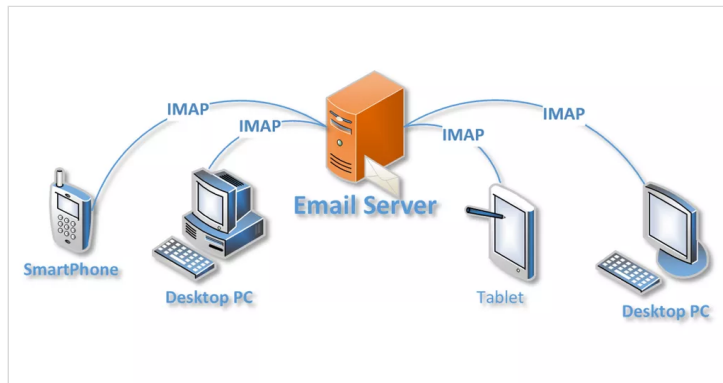 IMAP
IMAP
IMAP
IMAP
Email Server
SmartPhone
Desktop PC
Tablet
Desktop PC